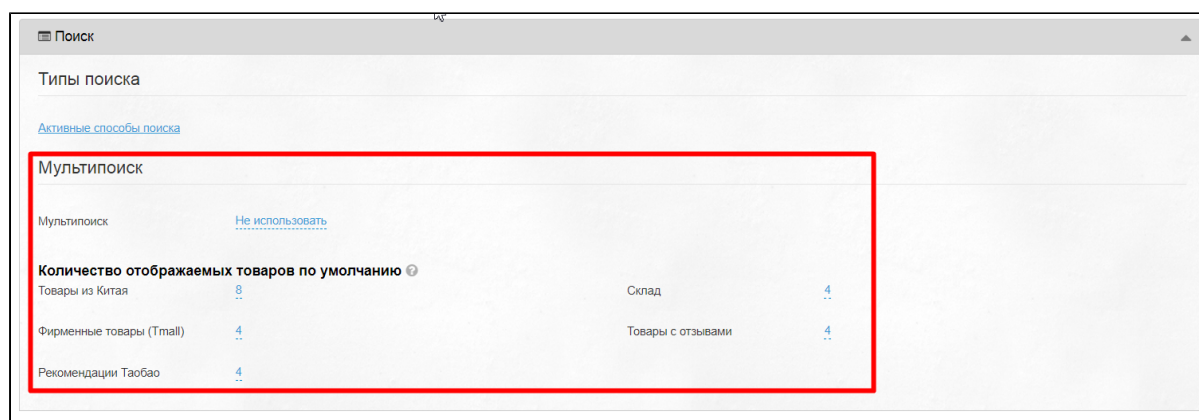 Поиск
Типы поиска
Активные способы поиска
Мультипоиск
Мультипоиск Не использовать
Количество отображаемых товаров по умолчанию ?
Товары из Китая 8 Склад 4
Фирменные товары (Tmall) 4 Товары с отзывами 4
Рекомендации Таобао 4